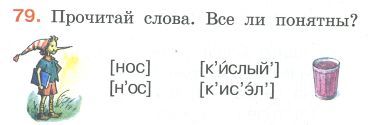 79. Прочитай слова. Все ли понятны?
[нос] [к’и́слый’]
[н’ос] [к’ис’э́л’]